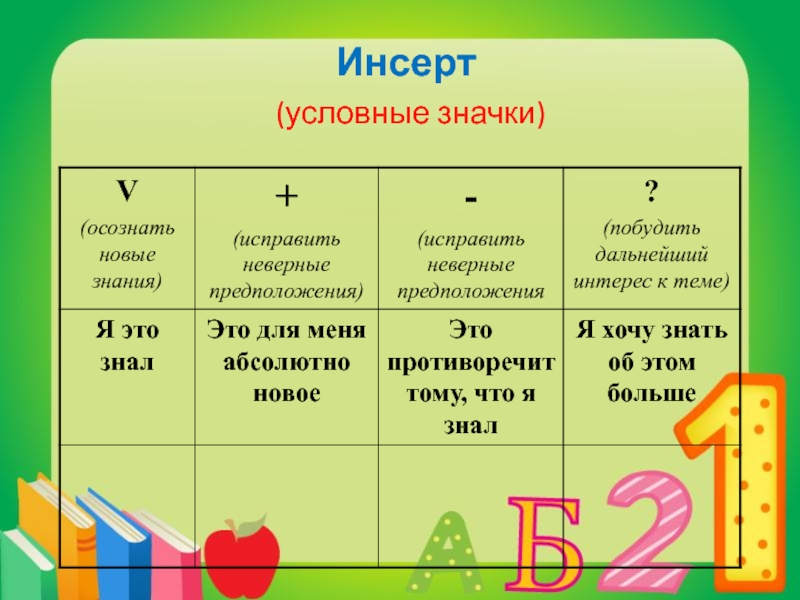 Инсерт
(условные значки)
V
(осознать
новые
знания)
+
(исправить
неверные
предположения)
-
(исправить
неверные
предположения
?
(побудить
дальнейший
интерес к теме)
Я это
знал
Это для меня
абсолютно
новое
Это
противоречит
тому, что я
знал
Я хочу знать
об этом
больше
А
Б
2
1